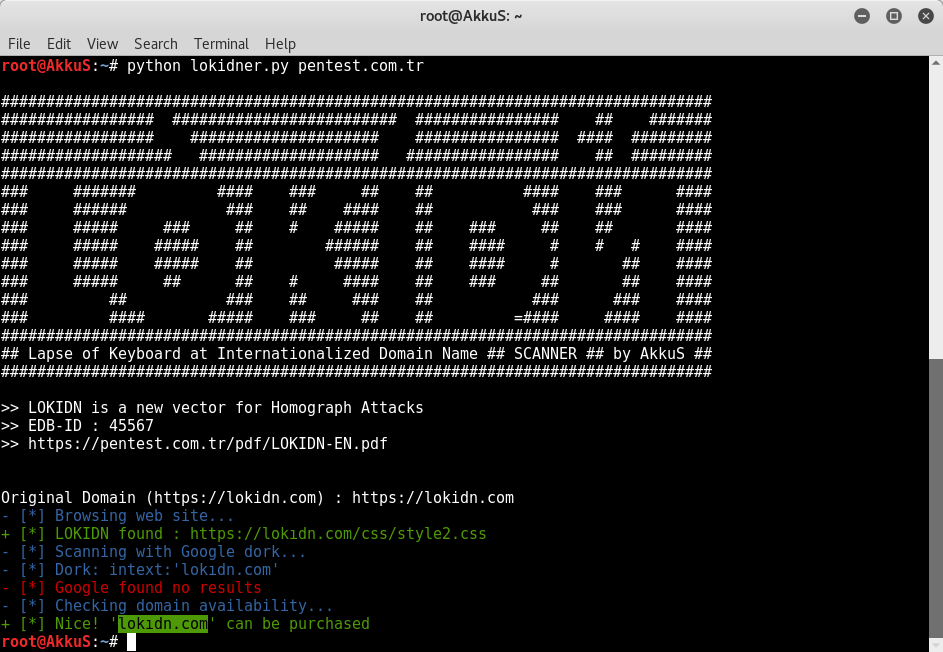 root@AkkuS: ~
File Edit View Search Terminal Help
root@AkkuS:~# python lokidner.py pentest.com.tr
LOKIDN
## Lapse of Keyboard at Internationalized Domain Name ## SCANNER ## by AkkuS ##
>> LOKIDN is a new vector for Homograph Attacks
>> EDB-ID : 45567
>> https://pentest.com.tr/pdf/LOKIDN-EN.pdf
Original Domain (https://lokidn.com) : https://lokidn.com
- [*] Browsing web site...
+ [*] LOKIDN found : https://lokıdn.com/css/style2.css
- [*] Scanning with Google dork...
- [*] Dork: intext:'lokıdn.com'
- [*] Google found no results
- [*] Checking domain availability...
+ [*] Nice! 'lokıdn.com' can be purchased
root@AkkuS:~#